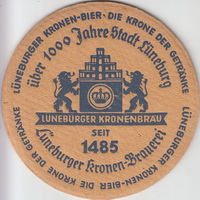 LÜNEBURGER KRONEN-BIER · DIE KRONE DER GETRÄNKE
LÜNEBURGER KRONEN-BIER · DIE KRONE DER GETRÄNKE
über 1000 Jahre Stadt Lüneburg
LÜNEBURGER KRONENBRÄU
SEIT
1485
Lüneburger Kronen-Brauerei